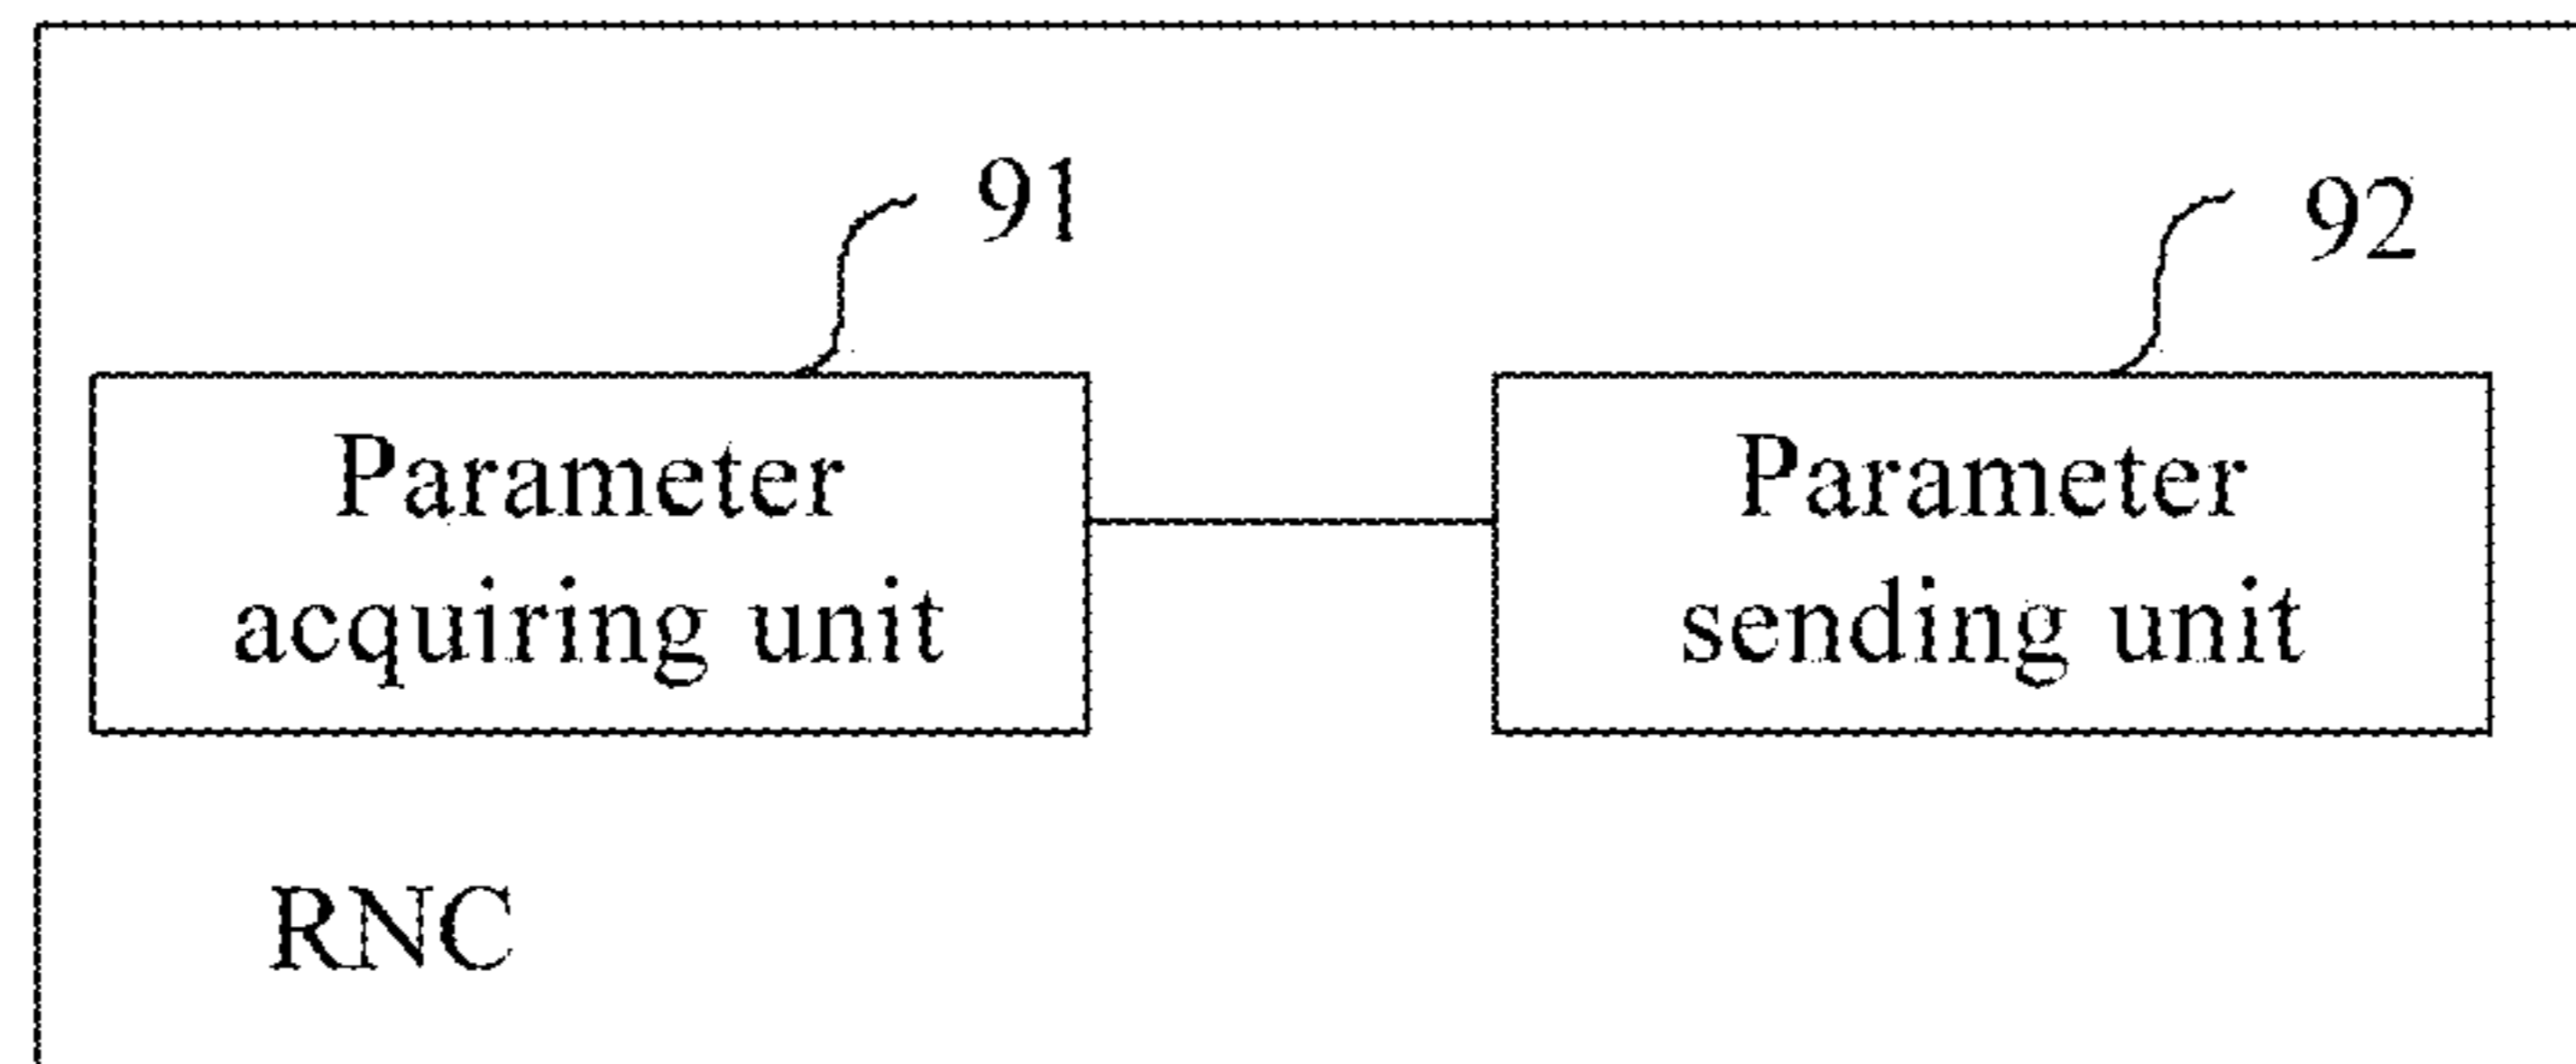 91
92
Parameter
acquiring unit
Parameter
sending unit
RNC